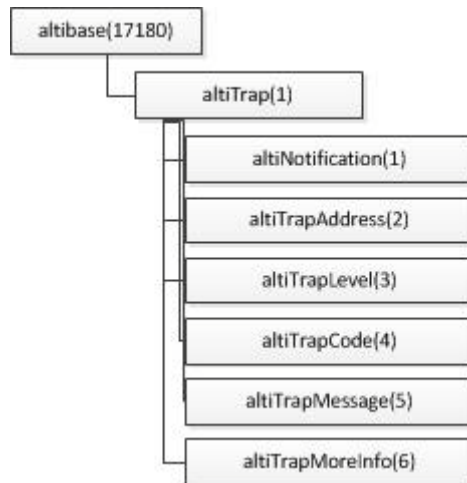 altibase(17180)
altiTrap(1)
altiNotification(1)
altiTrapAddress(2)
altiTrapLevel(3)
altiTrapCode(4)
altiTrapMessage(5)
altiTrapMoreInfo(6)